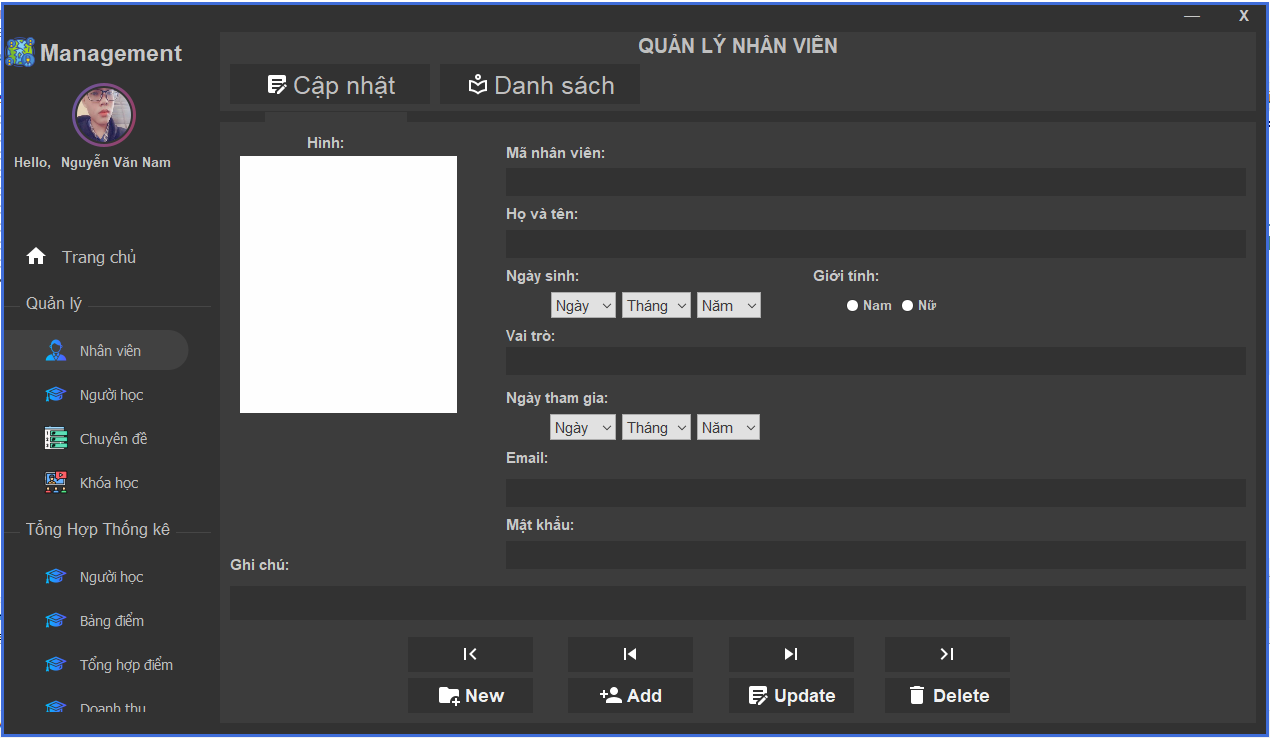 — X
Management
Hello, Nguyễn Văn Nam
Trang chủ
Quản lý
Nhân viên
Người học
Chuyên đề
Khóa học
Tổng Hợp Thống kê
Người học
Bảng điểm
Tổng hợp điểm
Doanh thu
QUẢN LÝ NHÂN VIÊN
Cập nhật Danh sách
Hình:
Mã nhân viên:
Họ và tên:
Ngày sinh: Giới tính:
Ngày Tháng Năm Nam Nữ
Vai trò:
Ngày tham gia:
Ngày Tháng Năm
Email:
Mật khẩu:
Ghi chú:
New Add Update Delete